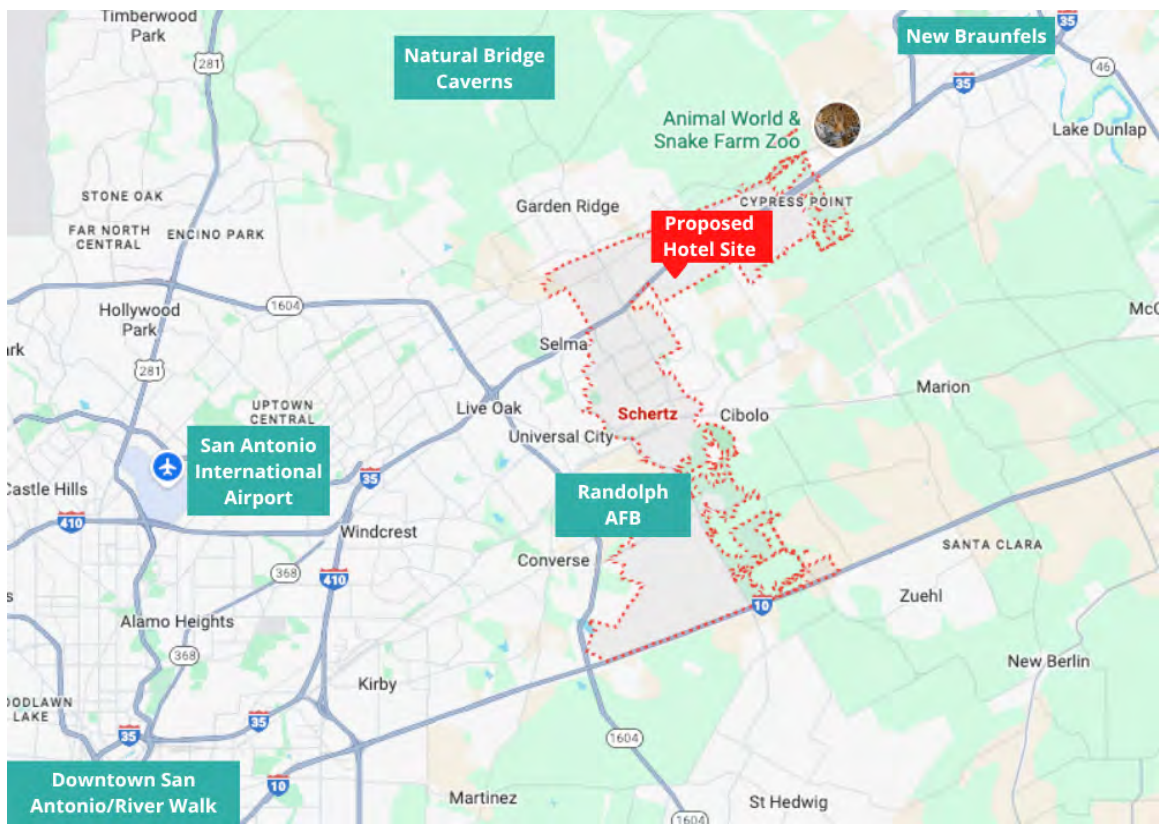 Timberwood
Park
281
Natural Bridge
Caverns
New Braunfels
35
46
35
Animal World &
Snake Farm Zoo
Lake Dunlap
STONE OAK
Garden Ridge
CYPRESS POINT
FAR NORTH
CENTRAL
ENCINO PARK
Proposed
Hotel Site
1604
Hollywood
Park
McQ
ark
Selma
281
Marion
UPTOWN
CENTRAL
Live Oak
Schertz
Cibolo
Universal City
San Antonio
International
Airport
35
Castle Hills
Randolph
AFB
410
Windcrest
SANTA CLARA
Converse
368
410
10
Zuehl
Alamo Heights
368
New Berlin
Kirby
OODLAWN
LAKE
35
35
1604
Downtown San
Antonio/River Walk
10
Martinez
St Hedwig
1604